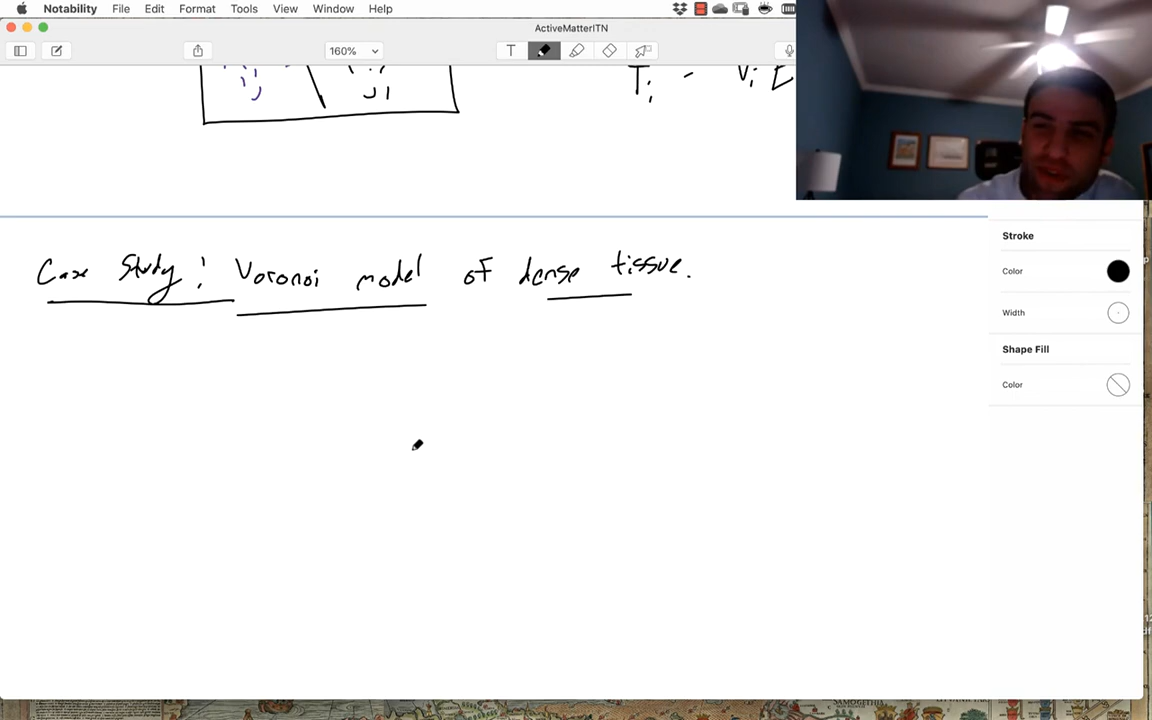 Notability File Edit Format Tools View Window Help
ActiveMatterITN
160%
T
Case Study: Voronoi model of dense tissue.
Stroke
Color
Width
Shape Fill
Color